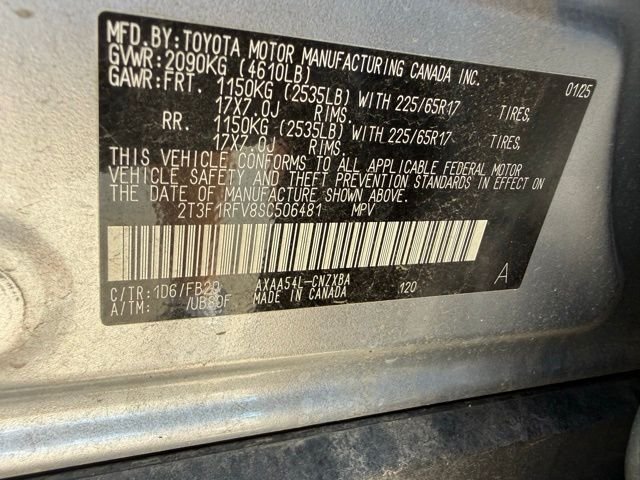 MFD.BY:TOYOTA MOTOR MANUFACTURING CANADA INC.
GVWR:2090KG (4610LB) 01/25
GAWR:FRT. 1150KG (2535LB) WITH 225/65R17 TIRES,
17X7.0J RIMS.
RR. 1150KG (2535LB) WITH 225/65R17 TIRES,
17X7.0J RIMS.
THIS VEHICLE CONFORMS TO ALL APPLICABLE FEDERAL MOTOR
VEHICLE SAFETY AND THEFT PREVENTION STANDARDS IN EFFECT ON
THE DATE OF MANUFACTURE SHOWN ABOVE.
2T3F1RFV8SC506481 MPV
C/TR:1D6/FB20 AXAA54L-CNZXBA 120 A
A/TM: /UB80F MADE IN CANADA